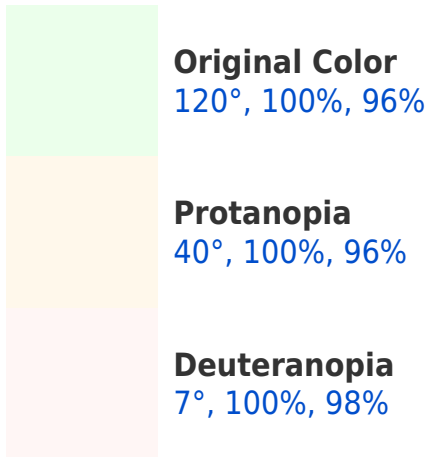 Original Color
120°, 100%, 96%
Protanopia
40°, 100%, 96%
Deuteranopia
7°, 100%, 98%